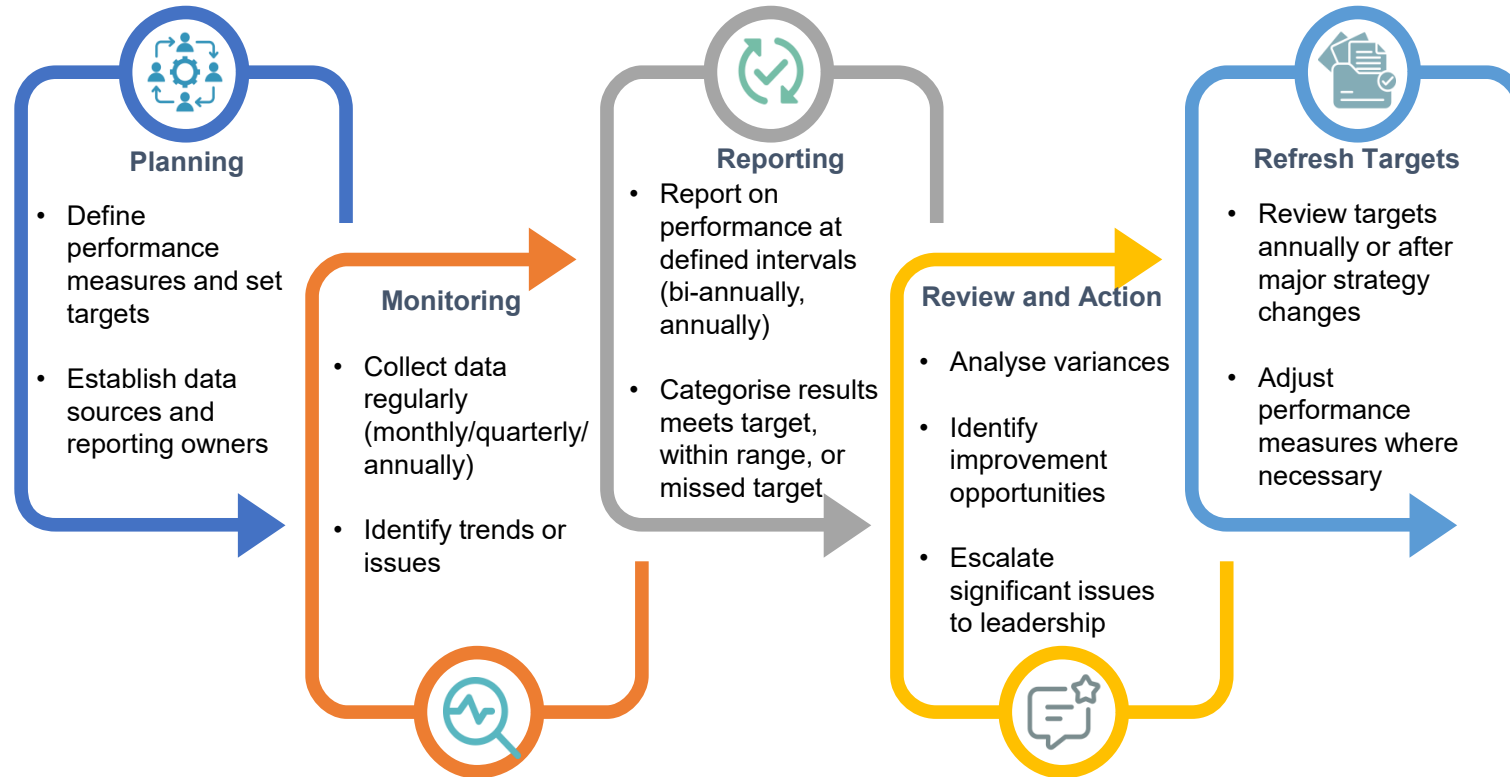 Planning
• Define
performance
measures and set
targets
• Establish data
sources and
reporting owners
Monitoring
• Collect data
regularly
(monthly/quarterly/
annually)
• Identify trends or
issues
Reporting
• Report on
performance at
defined intervals
(bi-annually,
annually)
• Categorise results
meets target,
within range, or
missed target
Review and Action
• Analyse variances
• Identify
improvement
opportunities
• Escalate
significant issues
to leadership
Refresh Targets
• Review targets
annually or after
major strategy
changes
• Adjust
performance
measures where
necessary